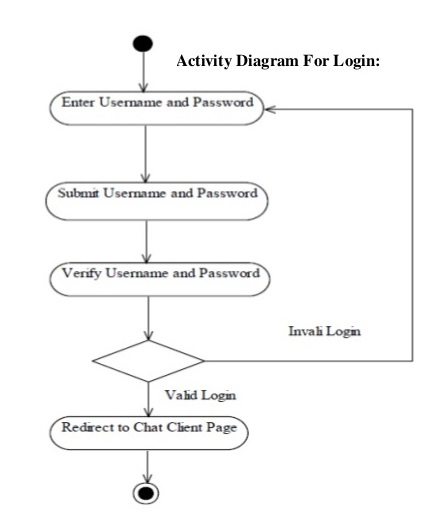 Activity Diagram For Login:
Enter Username and Password
Submit Username and Password
Verify Username and Password
Invali Login
Valid Login
Redirect to Chat Client Page